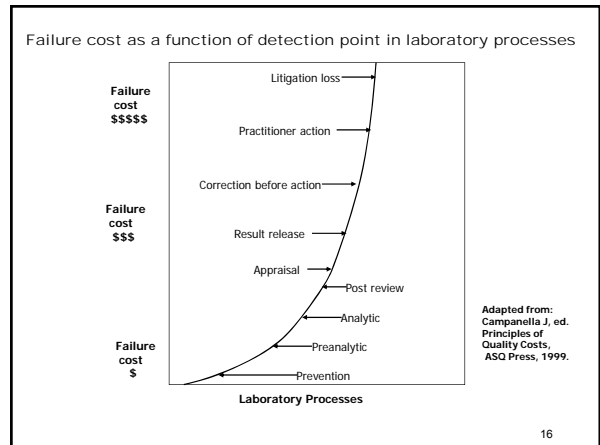 Failure cost as a function of detection point in laboratory processes
Failure
cost
$$$$$
Litigation loss
Practitioner action
Correction before action
Failure
cost
$$$
Result release
Appraisal
Post review
Analytic
Preanalytic
Failure
cost
$
Prevention
Laboratory Processes
Adapted from:
Campanella J, ed.
Principles of
Quality Costs,
ASQ Press, 1999.
16